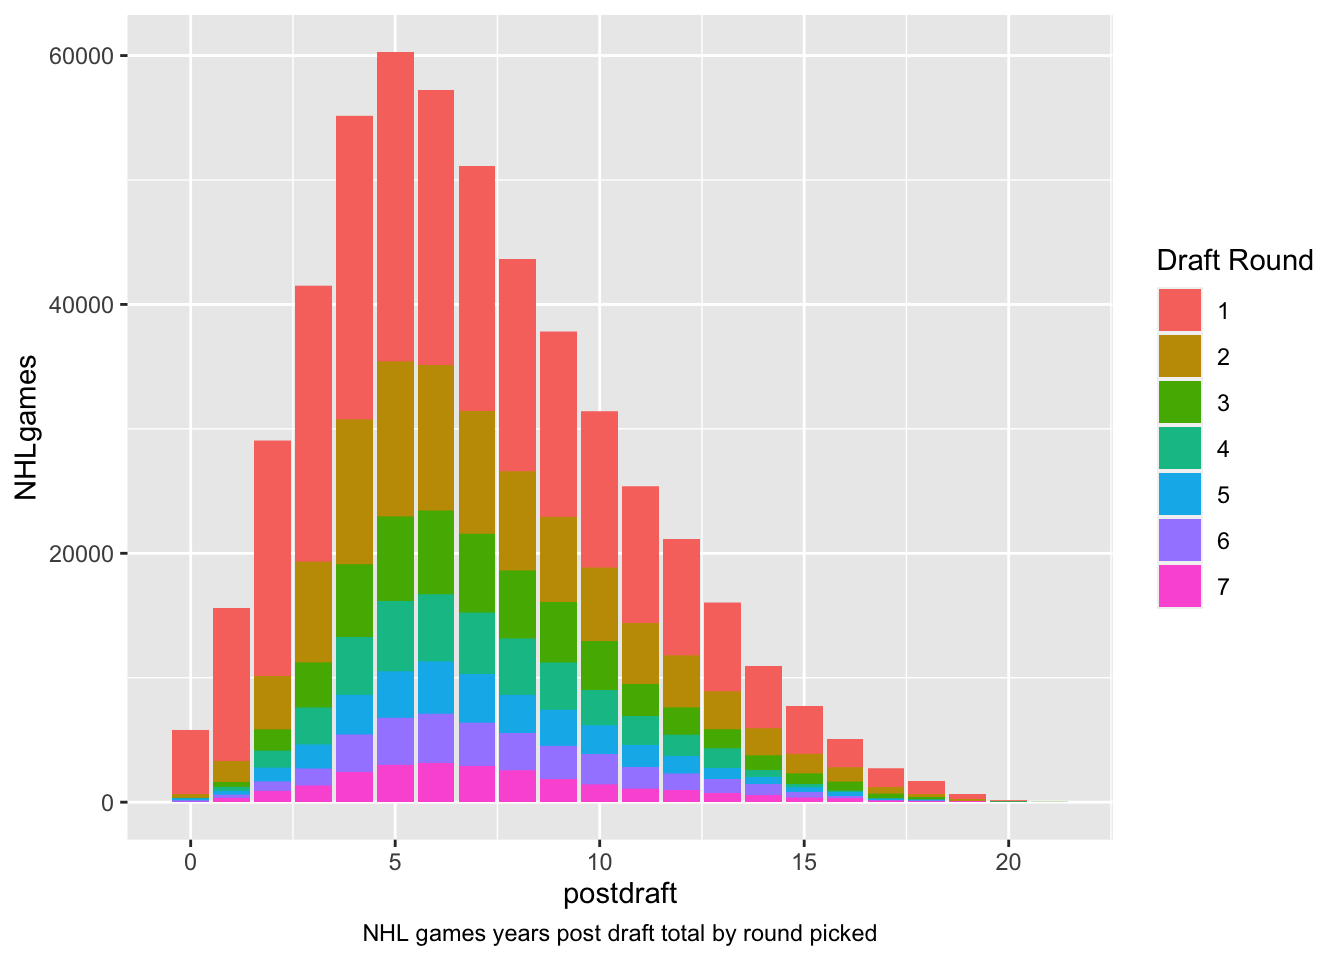 60000
40000
20000
0
NHLgames
0 5 10 15 20
postdraft
NHL games years post draft total by round picked
Draft Round
1
2
3
4
5
6
7